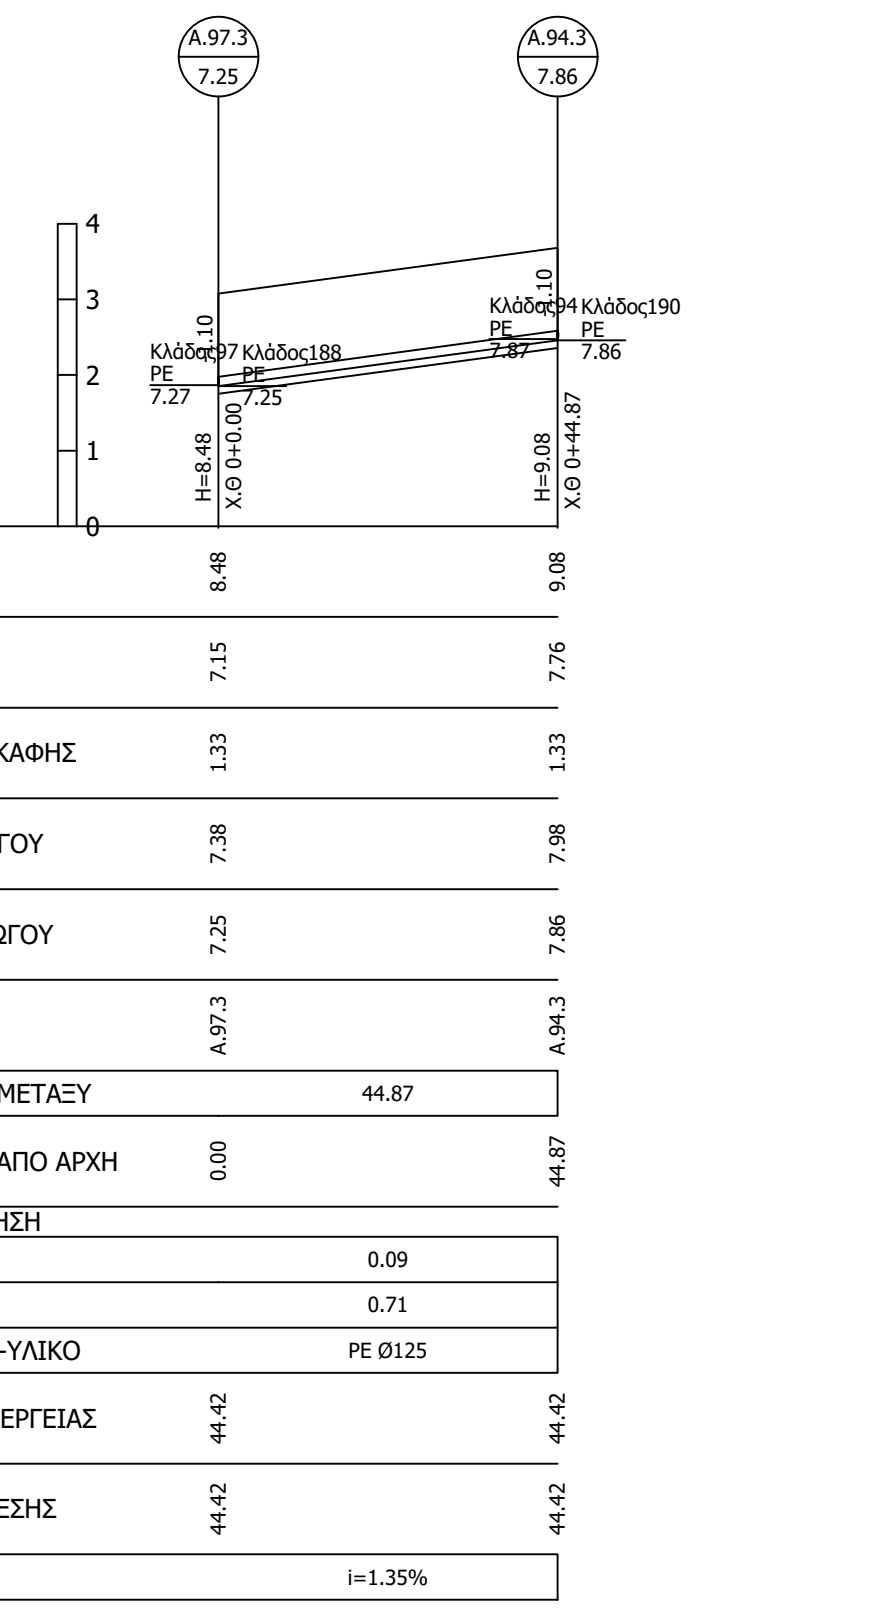 A.97.3
7.25
A.94.3
7.86
4
3
2
1
0
1.10
Κλάδος97
PE
7.27
Κλάδος188
PE
7.25
H=8.48
Χ.Θ 0+0.00
1.10
Κλάδος94
PE
7.87
Κλάδος190
PE
7.86
H=9.08
Χ.Θ 0+44.87
8.48 9.08
7.15 7.76
ΚΑΦΗΣ 1.33 1.33
ΓΟΥ 7.38 7.98
ΩΓΟΥ 7.25 7.86
A.97.3 A.94.3
ΜΕΤΑΞΥ 44.87
ΑΠΟ ΑΡΧΗ 0.00 44.87
ΗΣΗ
0.09
0.71
-ΥΛΙΚΟ PE Ø125
ΕΡΓΕΙΑΣ 44.42 44.42
ΕΣΗΣ 44.42 44.42
i=1.35%